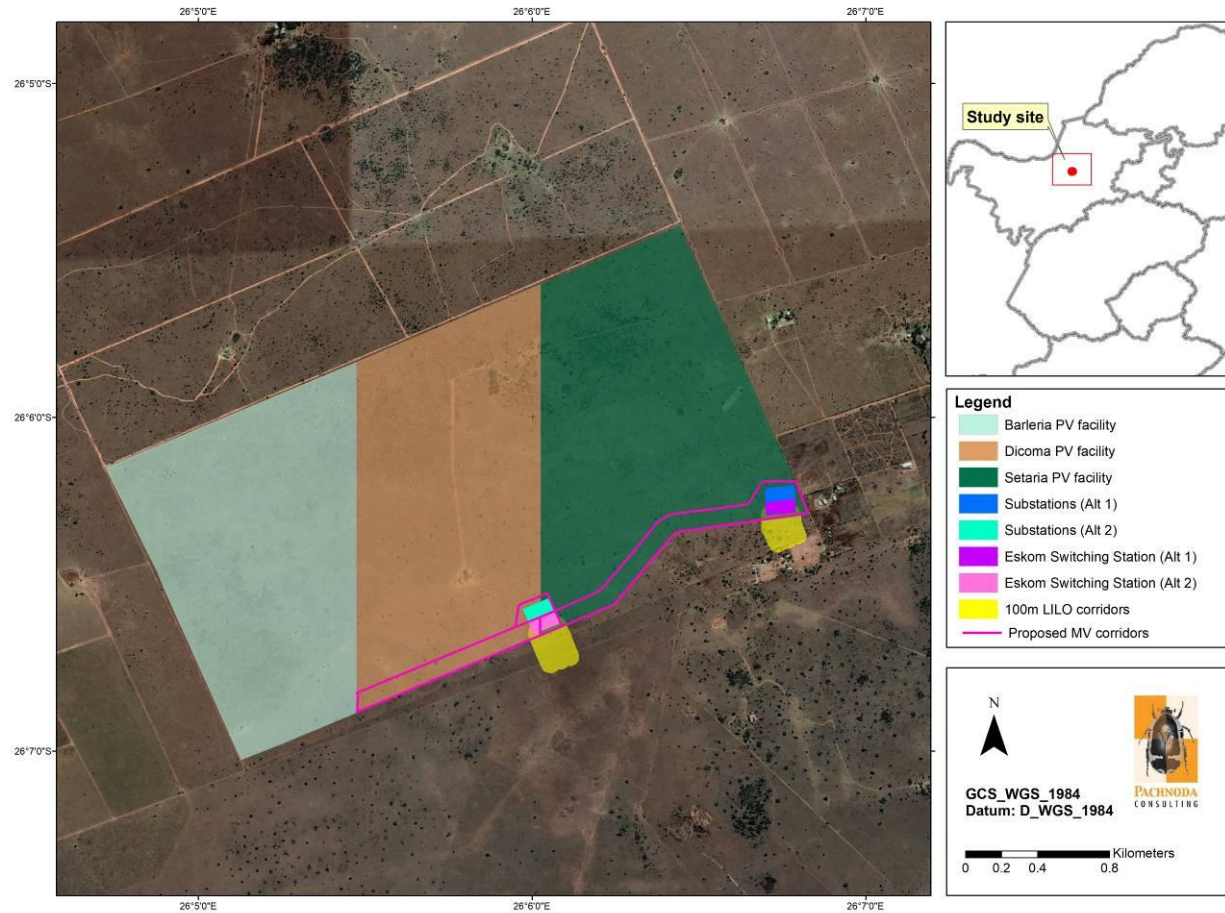 26°5'0"E
26°6'0"E
26°7'0"E
26°5'0"S
26°6'0"S
26°7'0"S
26°5'0"E
26°6'0"E
26°7'0"E
Study site
Legend
Barleria PV facility
Dicoma PV facility
Setaria PV facility
Substations (Alt 1)
Substations (Alt 2)
Eskom Switching Station (Alt 1)
Eskom Switching Station (Alt 2)
100m LILO corridors
Proposed MV corridors
N
GCS_WGS_1984
Datum: D_WGS_1984
PACHNODA
CONSULTING
Kilometers
0 0.2 0.4 0.8